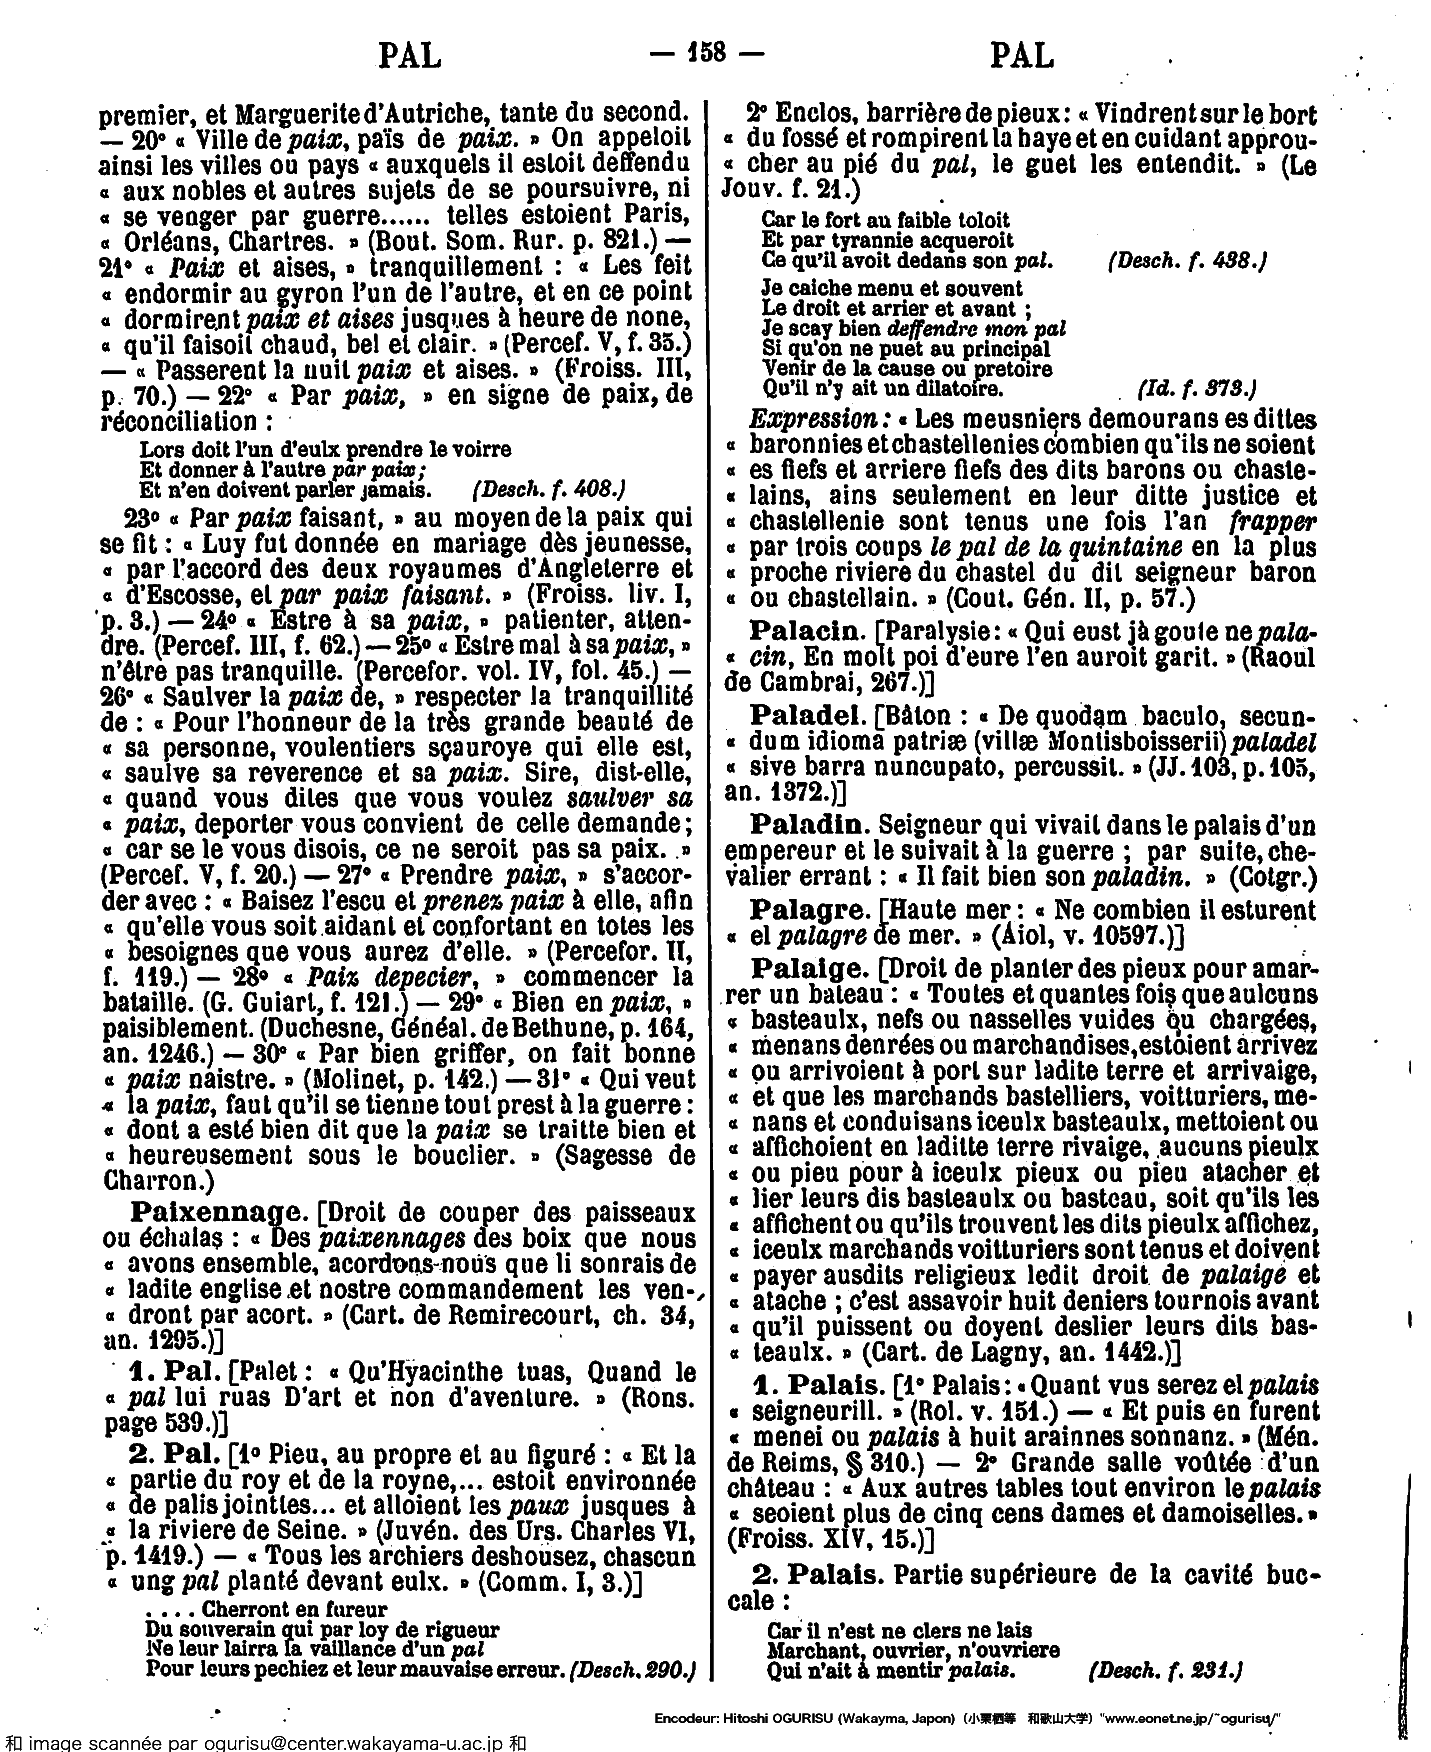 PAL — 158 — PAL
premier, et Marguerite d'Autriche, tante du second.
— 20° « Ville de paix, païs de paix. » On appeloit
ainsi les villes ou pays « auxquels il estoit deffendu
« aux nobles et autres sujets de se poursuivre, ni
« se venger par guerre...... telles estoient Paris,
« Orléans, Chartres. » (Bout. Som. Rur. p. 821.) —
21° « Paix et aises, » tranquillement : « Les feit
« endormir au gyron l'un de l'autre, et en ce point
« dormirent paix et aises jusques à heure de none,
« qu'il faisoit chaud, bel et clair. » (Percef. V, f. 35.)
— « Passerent la nuit paix et aises. » (Froiss. III,
p. 70.) — 22° « Par paix, » en signe de paix, de
réconciliation :
Lors doit l'un d'eulx prendre le voirre
Et donner à l'autre par paix;
Et n'en doivent parler jamais. (Desch. f. 408.)
23° « Par paix faisant, » au moyen de la paix qui
se fit : « Luy fut donnée en mariage dès jeunesse,
« par l'accord des deux royaumes d'Angleterre et
« d'Escosse, et par paix faisant. » (Froiss. liv. I,
p. 3.) — 24° « Estre à sa paix, » patienter, atten-
dre. (Percef. III, f. 62.) — 25° « Estre mal à sa paix, »
n'être pas tranquille. (Percefor. vol. IV, fol. 45.) —
26° « Saulver la paix de, » respecter la tranquillité
de : « Pour l'honneur de la très grande beauté de
« sa personne, voulentiers sçauroye qui elle est,
« saulve sa reverence et sa paix. Sire, dist-elle,
« quand vous dites que vous voulez saulver sa
« paix, deporter vous convient de celle demande;
« car se le vous disois, ce ne seroit pas sa paix. »
(Percef. V, f. 20.) — 27° « Prendre paix, » s'accor-
der avec : « Baisez l'escu et prenez paix à elle, afin
« qu'elle vous soit aidant et confortant en totes les
« besoignes que vous aurez d'elle. » (Percefor. II,
f. 119.) — 28° « Paiz depecier, » commencer la
bataille. (G. Guiart, f. 121.) — 29° « Bien en paix, »
paisiblement. (Duchesne, Généal. de Bethune, p. 164,
an. 1246.) — 30° « Par bien griffer, on fait bonne
« paix naistre. » (Molinet, p. 142.) — 31° « Qui veut
« la paix, faut qu'il se tienne tout prest à la guerre :
« dont a esté bien dit que la paix se traitte bien et
« heureusement sous le bouclier. » (Sagesse de
Charron.)
Paixennage. [Droit de couper des paisseaux
ou échalas : « Des paixennages des boix que nous
« avons ensemble, acordons-nous que li sonrais de
« ladite englise et nostre commandement les ven-
« dront par acort. » (Cart. de Remirecourt, ch. 34,
an. 1295.)]
1. Pal. [Palet : « Qu'Hyacinthe tuas, Quand le
« pal lui ruas D'art et non d'aventure. » (Rons.
page 539.)]
2. Pal. [1° Pieu, au propre et au figuré : « Et la
« partie du roy et de la royne,... estoit environnée
« de palis jointtes... et alloient les paux jusques à
« la riviere de Seine. » (Juvén. des Urs. Charles VI,
p. 1419.) — « Tous les archiers deshousez, chascun
« ung pal planté devant eulx. » (Comm. I, 3.)]
.... Cherront en fureur
Du souverain qui par loy de rigueur
Ne leur lairra la vaillance d'un pal
Pour leurs pechiez et leur mauvaise erreur. (Desch. 290.)
2° Enclos, barrière de pieux : « Vindrent sur le bort
« du fossé et rompirent la haye et en cuidant approu-
« cher au pié du pal, le guet les entendit. » (Le
Jouv. f. 21.)
Car le fort au faible toloit
Et par tyrannie acqueroit
Ce qu'il avoit dedans son pal. (Desch. f. 438.)
Je caiche menu et souvent
Le droit et arrier et avant ;
Je scay bien deffendre mon pal
Si qu'on ne puet au principal
Venir de la cause ou pretoire
Qu'il n'y ait un dilatoire. (Id. f. 373.)
Expression : « Les meusniers demourans es dittes
« baronnies et chastellenies combien qu'ils ne soient
« es fiefs et arriere fiefs des dits barons ou chaste-
« lains, ains seulement en leur ditte justice et
« chastellenie sont tenus une fois l'an frapper
« par trois coups le pal de la quintaine en la plus
« proche riviere du chastel du dit seigneur baron
« ou chastellain. » (Cout. Gén. II, p. 57.)
Palacin. [Paralysie : « Qui eust jà goute ne pala-
« cin, En molt poi d'eure l'en auroit garit. » (Raoul
de Cambrai, 267.)]
Paladel. [Bâton : « De quodam baculo, secun-
« dum idioma patriæ (villæ Montisboisserii) paladel
« sive barra nuncupato, percussit. » (JJ. 103, p. 105,
an. 1372.)]
Paladin. Seigneur qui vivait dans le palais d'un
empereur et le suivait à la guerre ; par suite, che-
valier errant : « Il fait bien son paladin. » (Cotgr.)
Palagre. [Haute mer : « Ne combien il esturent
« el palagre de mer. » (Aiol, v. 10597.)]
Palaige. [Droit de planter des pieux pour amar-
rer un bateau : « Toutes et quantes fois que aulcuns
« basteaulx, nefs ou nasselles vuides ou chargées,
« menans denrées ou marchandises, estoient arrivez
« ou arrivoient à port sur ladite terre et arrivaige,
« et que les marchands bastelliers, voitturiers, me-
« nans et conduisans iceulx basteaulx, mettoient ou
« affichoient en laditte terre rivaige, aucuns pieulx
« ou pieu pour à iceulx pieux ou pieu atacher et
« lier leurs dis basteaulx ou basteau, soit qu'ils les
« affichent ou qu'ils trouvent les dits pieulx affichez,
« iceulx marchands voitturiers sont tenus et doivent
« payer ausdits religieux ledit droit de palaige et
« atache ; c'est assavoir huit deniers tournois avant
« qu'il puissent ou doyent deslier leurs dits bas-
« teaulx. » (Cart. de Lagny, an. 1442.)]
1. Palais. [1° Palais : « Quant vus serez el palais
« seigneurill. » (Rol. v. 151.) — « Et puis en furent
« menei ou palais à huit arainnes sonnanz. » (Mén.
de Reims, § 310.) — 2° Grande salle voûtée d'un
château : « Aux autres tables tout environ le palais
« seoient plus de cinq cens dames et damoiselles. »
(Froiss. XIV, 15.)]
2. Palais. Partie supérieure de la cavité buc-
cale :
Car il n'est ne clers ne lais
Marchant, ouvrier, n'ouvriere
Qui n'ait à mentir palais. (Desch. f. 231.)
Encodeur: Hitoshi OGURISU (Wakayma, Japon) (小栗栖等 和歌山大学) "www.eonet.ne.jp/~ogurisu/"
和 image scannée par ogurisu@center.wakayama-u.ac.jp 和